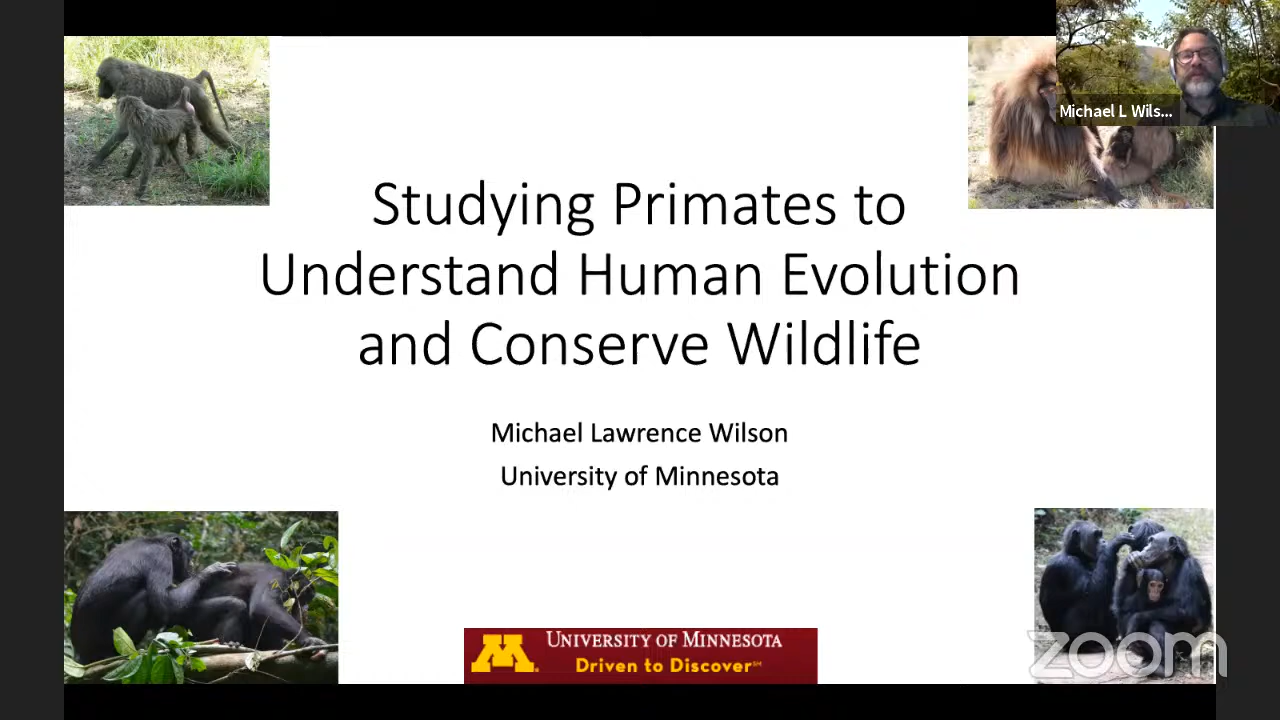 Michael L Wils...
Studying Primates to
Understand Human Evolution
and Conserve Wildlife
Michael Lawrence Wilson
University of Minnesota
M
UNIVERSITY OF MINNESOTA
Driven to Discover℠
zoom